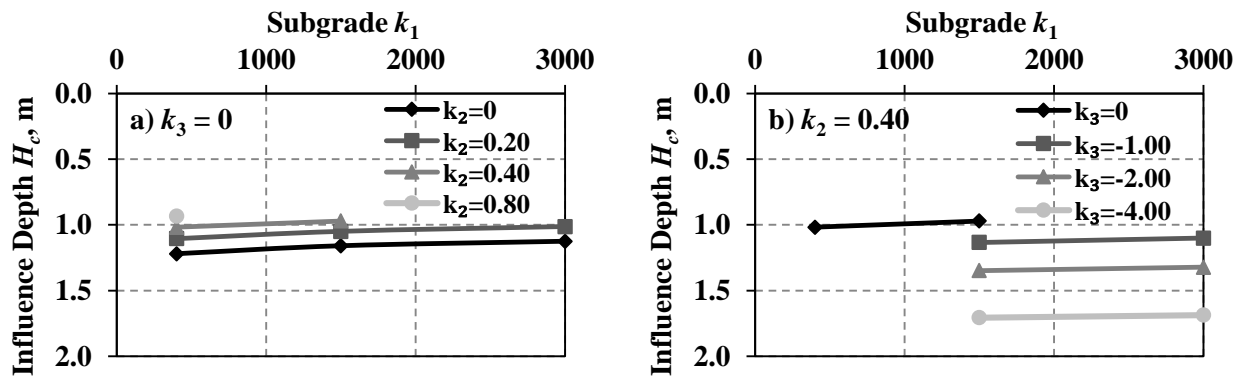 Subgrade k₁
0 1000 2000 3000
Influence Depth H_c, m
0.0
0.5
1.0
1.5
2.0
a) k₃ = 0
k₂=0
k₂=0.20
k₂=0.40
k₂=0.80
Subgrade k₁
0 1000 2000 3000
Influence Depth H_c, m
0.0
0.5
1.0
1.5
2.0
b) k₂ = 0.40
k₃=0
k₃=-1.00
k₃=-2.00
k₃=-4.00